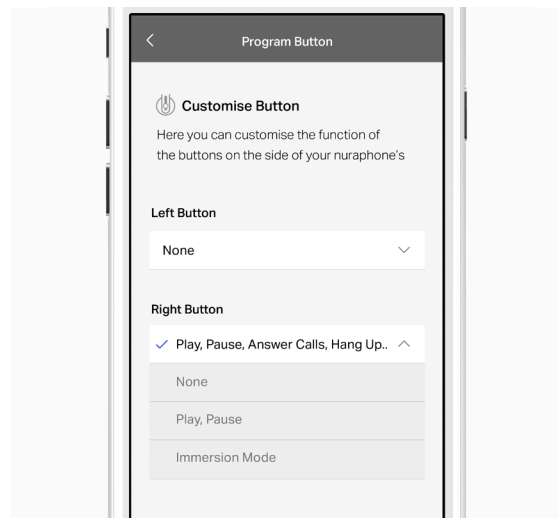 Program Button
Customise Button
Here you can customise the function of
the buttons on the side of your nuraphone's
Left Button
None
Right Button
Play, Pause, Answer Calls, Hang Up..
None
Play, Pause
Immersion Mode